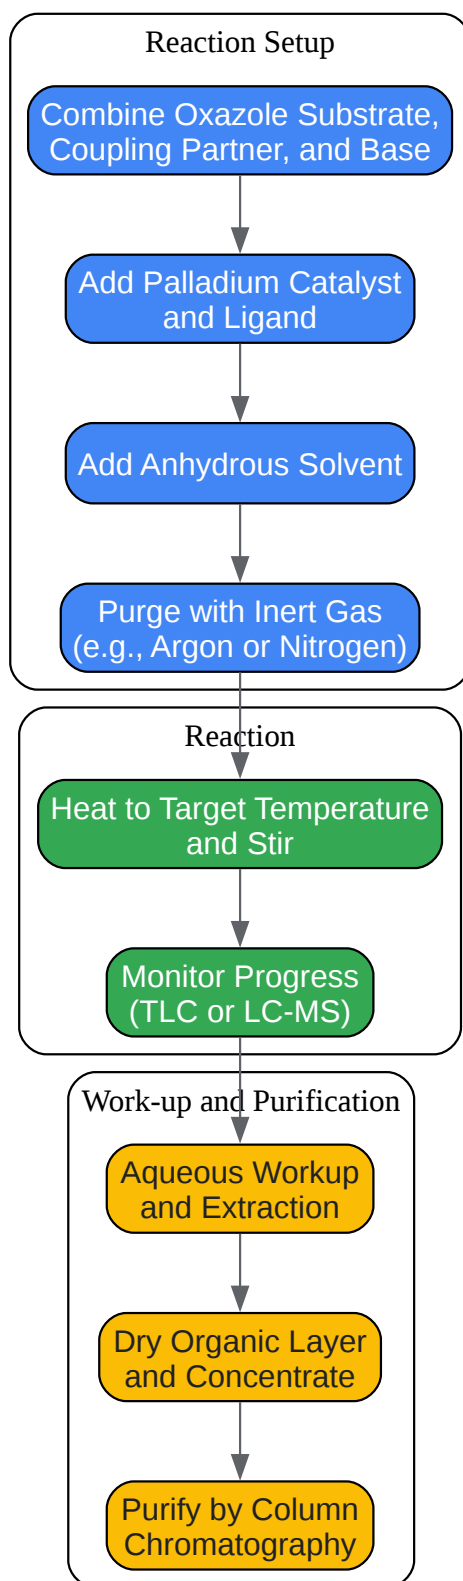 Reaction Setup
Combine Oxazole Substrate,
Coupling Partner, and Base
Add Palladium Catalyst
and Ligand
Add Anhydrous Solvent
Purge with Inert Gas
(e.g., Argon or Nitrogen)
Reaction
Heat to Target Temperature
and Stir
Monitor Progress
(TLC or LC-MS)
Work-up and Purification
Aqueous Workup
and Extraction
Dry Organic Layer
and Concentrate
Purify by Column
Chromatography